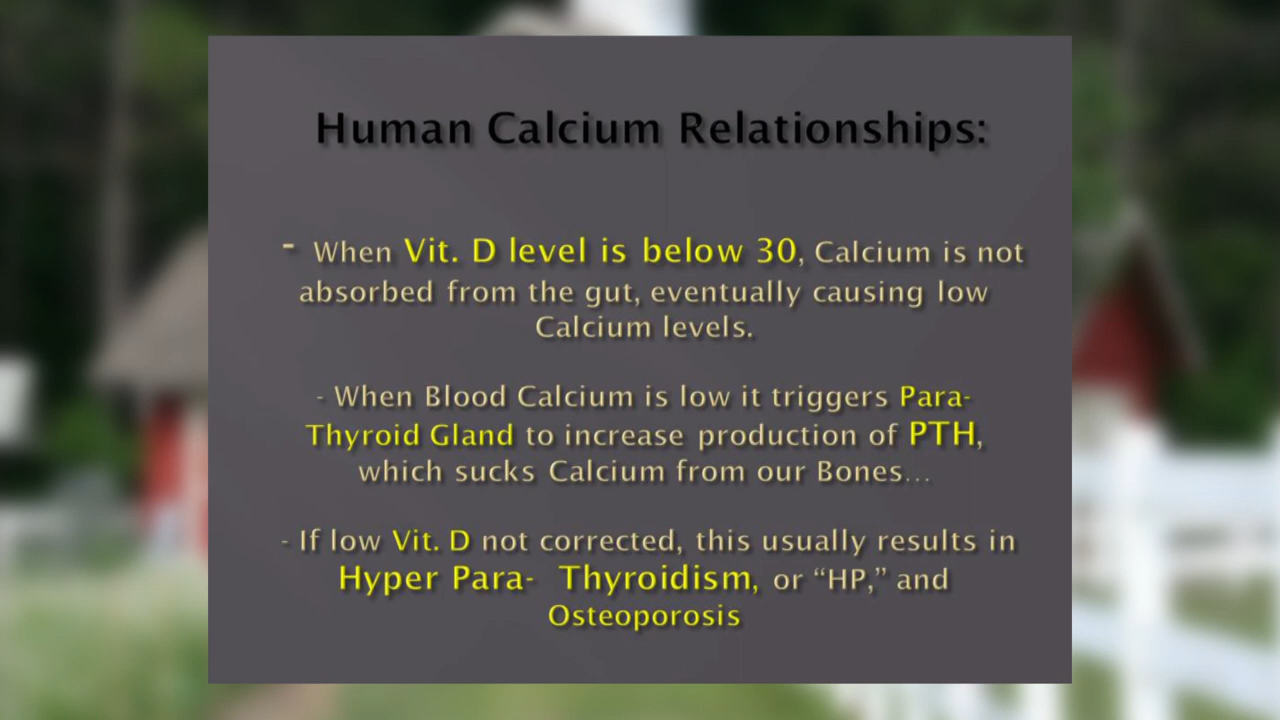 Human Calcium Relationships:
- When Vit. D level is below 30, Calcium is not
absorbed from the gut, eventually causing low
Calcium levels.
- When Blood Calcium is low it triggers Para-
Thyroid Gland to increase production of PTH,
which sucks Calcium from our Bones...
- If low Vit. D not corrected, this usually results in
Hyper Para- Thyroidism, or “HP,” and
Osteoporosis